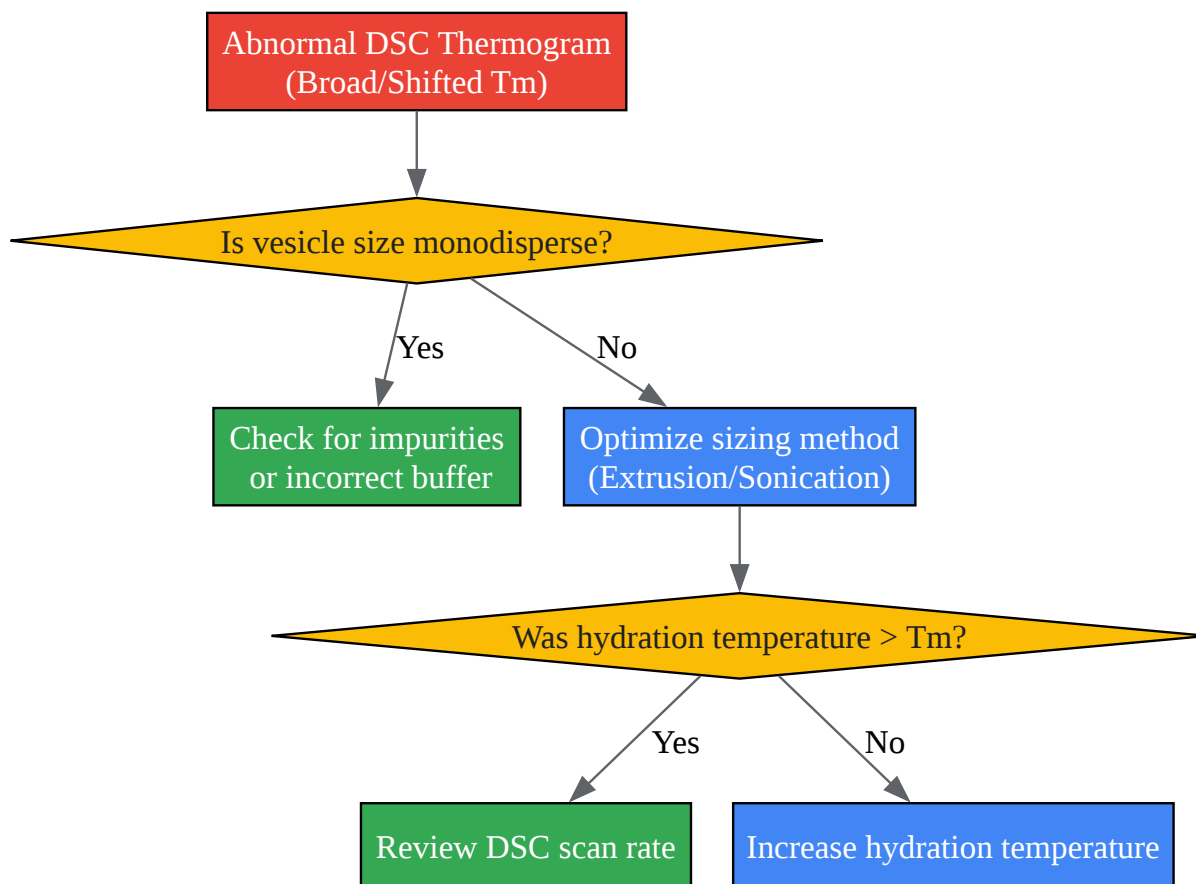 Abnormal DSC Thermogram
(Broad/Shifted Tm)
Is vesicle size monodisperse?
Yes
No
Check for impurities
or incorrect buffer
Optimize sizing method
(Extrusion/Sonication)
Was hydration temperature > Tm?
Yes
No
Review DSC scan rate
Increase hydration temperature